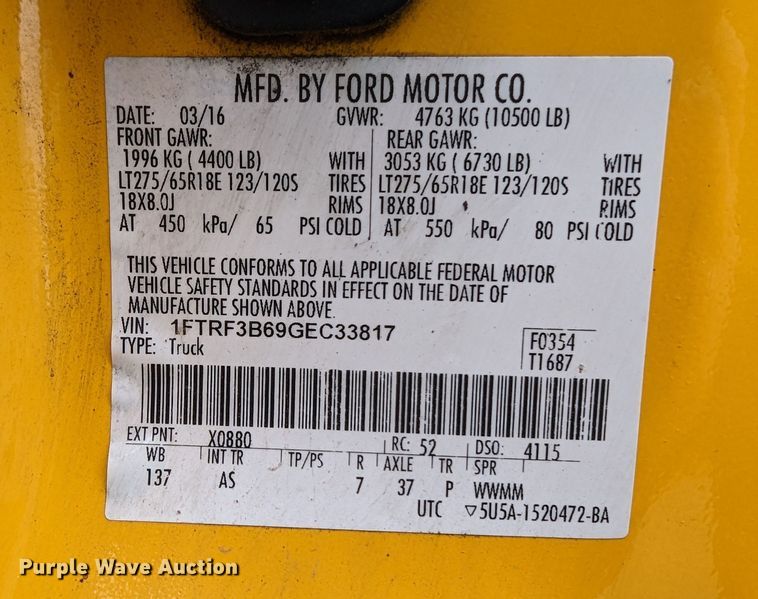 MFD. BY FORD MOTOR CO.
DATE: 03/16 GVWR: 4763 KG (10500 LB)
FRONT GAWR: REAR GAWR:
1996 KG ( 4400 LB) WITH 3053 KG ( 6730 LB) WITH
LT275/65R18E 123/120S TIRES LT275/65R18E 123/120S TIRES
18X8.0J RIMS 18X8.0J RIMS
AT 450 kPa/ 65 PSI COLD AT 550 kPa/ 80 PSI COLD
THIS VEHICLE CONFORMS TO ALL APPLICABLE FEDERAL MOTOR
VEHICLE SAFETY STANDARDS IN EFFECT ON THE DATE OF
MANUFACTURE SHOWN ABOVE.
VIN: 1FTRF3B69GEC33817
TYPE: Truck
F0354
T1687
EXT PNT: X0880 RC: 52 DSO: 4115
WB INT TR TP/PS R AXLE TR SPR
137 AS 7 37 P WWMM
UTC ▽5U5A-1520472-BA
Purple Wave Auction